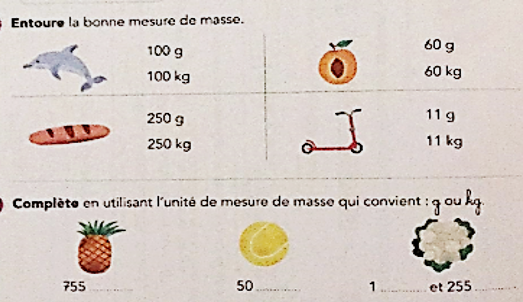 Entoure la bonne mesure de masse.
100 g
100 kg
60 g
60 kg
250 g
250 kg
11 g
11 kg
Complète en utilisant l'unité de mesure de masse qui convient : g ou kg.
755 ........
50 ........
1 ........ et 255 ........